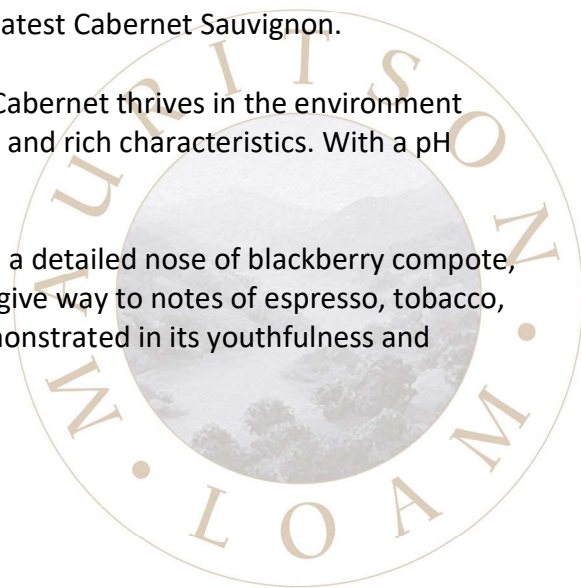 atest Cabernet Sauvignon.
Cabernet thrives in the environment
and rich characteristics. With a pH
a detailed nose of blackberry compote,
give way to notes of espresso, tobacco,
monstrated in its youthfulness and
MAURITSON
• LOAM •